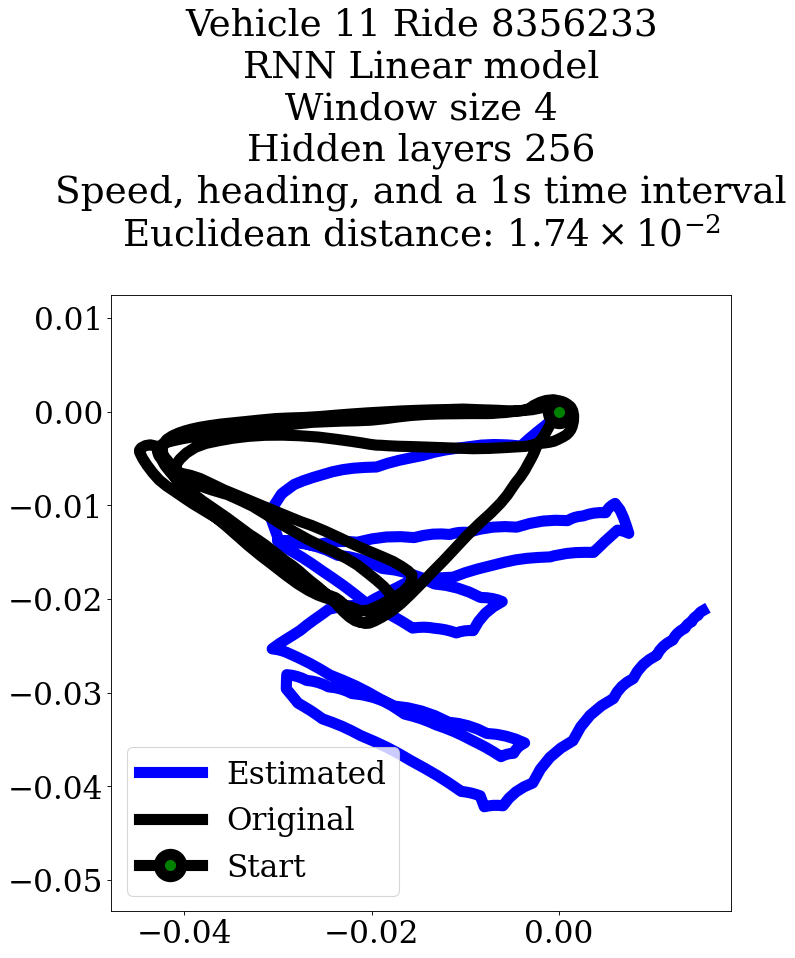 Vehicle 11 Ride 8356233
RNN Linear model
Window size 4
Hidden layers 256
Speed, heading, and a 1s time interval
Euclidean distance: 1.74 × 10⁻²
0.01
0.00
−0.01
−0.02
−0.03
−0.04
−0.05
Estimated
Original
Start
−0.04
−0.02
0.00